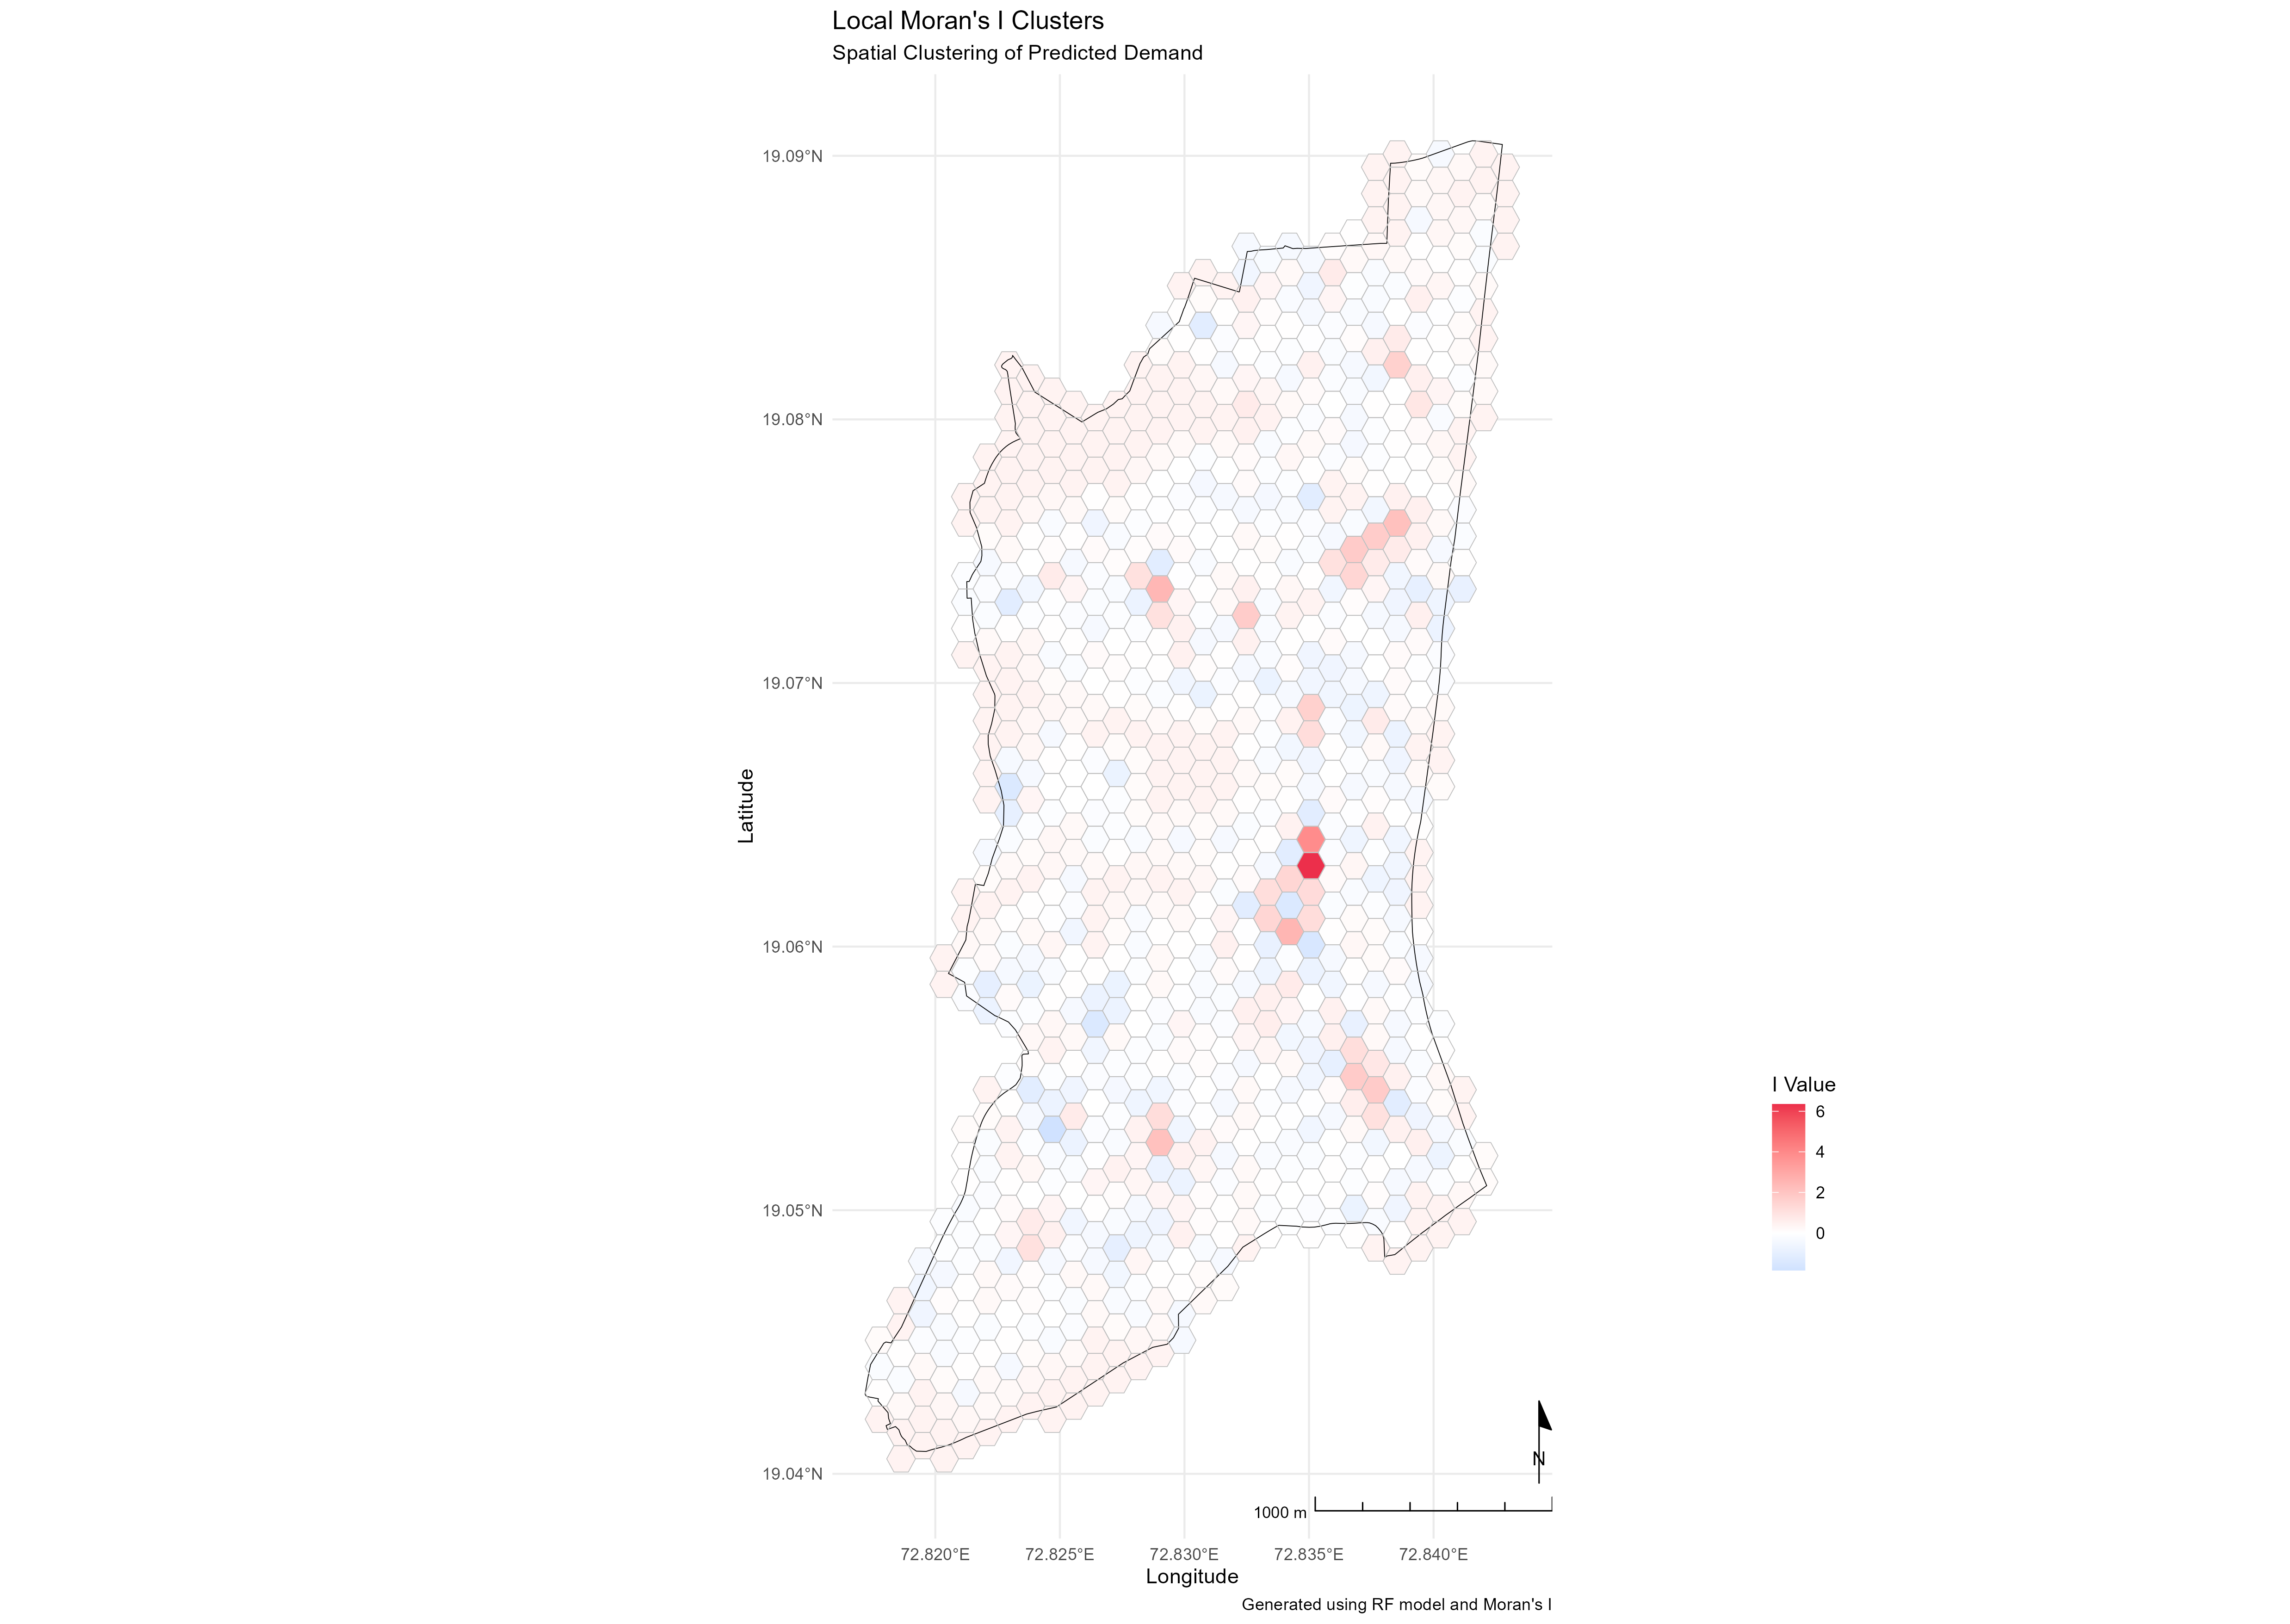 Local Moran's I Clusters
Spatial Clustering of Predicted Demand
19.09°N
19.08°N
19.07°N
19.06°N
19.05°N
19.04°N
Latitude
I Value
6
4
2
0
N
1000 m
72.820°E
72.825°E
72.830°E
72.835°E
72.840°E
Longitude
Generated using RF model and Moran's I